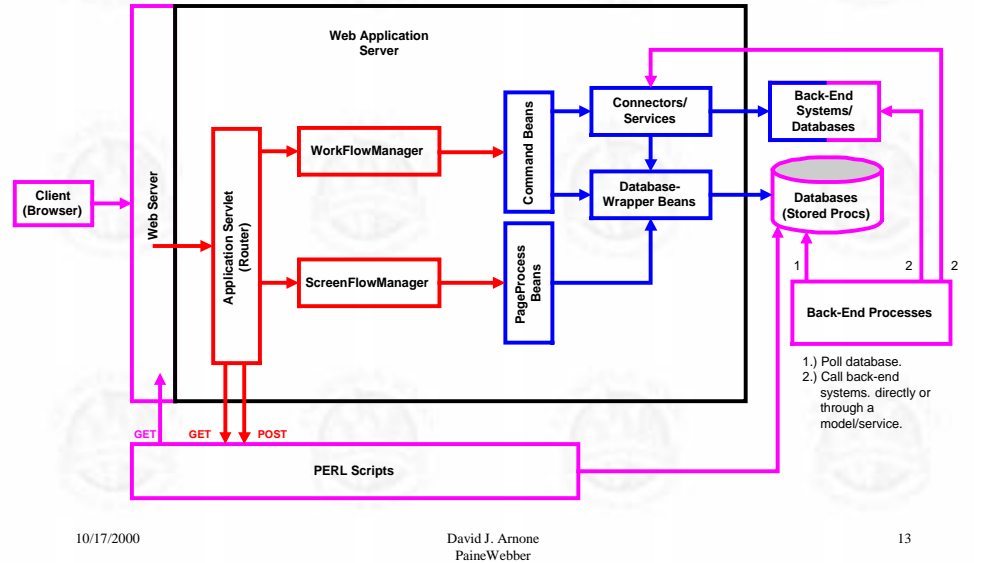 Web Application
Server
Client
(Browser)
Web Server
Application Servlet
(Router)
WorkFlowManager
ScreenFlowManager
Command Beans
PageProcess
Beans
Connectors/
Services
Database-
Wrapper Beans
Back-End
Systems/
Databases
Databases
(Stored Procs)
1
2
2
Back-End Processes
1.) Poll database.
2.) Call back-end
systems. directly or
through a
model/service.
GET
GET
POST
PERL Scripts
10/17/2000
David J. Arnone
PaineWebber
13